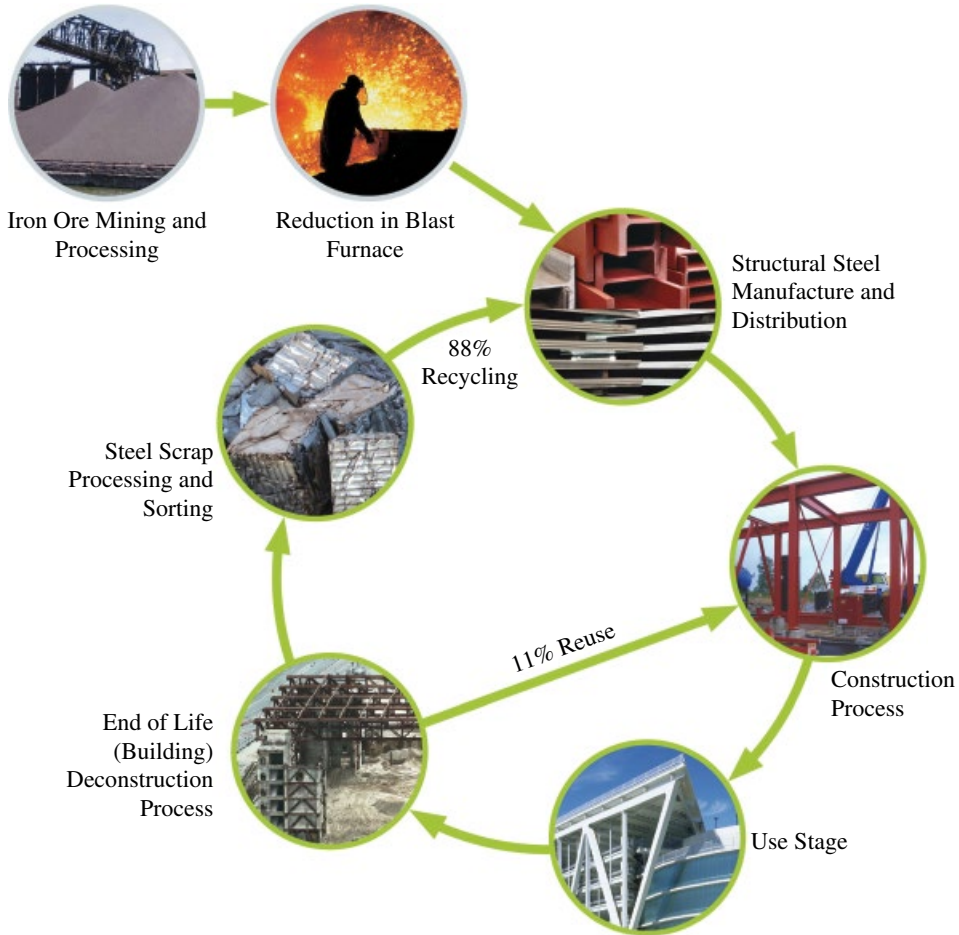 Iron Ore Mining and
Processing
Reduction in Blast
Furnace
Structural Steel
Manufacture and
Distribution
88%
Recycling
Steel Scrap
Processing and
Sorting
11% Reuse
Construction
Process
End of Life
(Building)
Deconstruction
Process
Use Stage